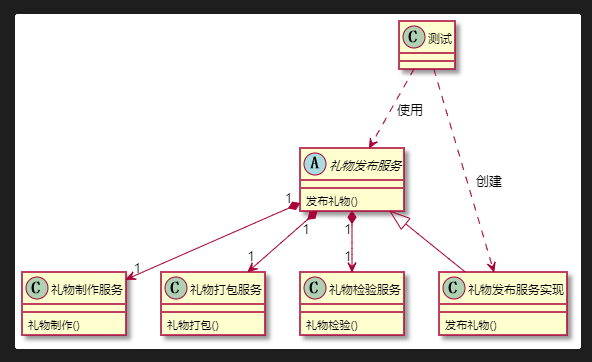 C 测试
使用
创建
A 礼物发布服务
发布礼物()
1
1
1
1
1
1
C 礼物制作服务
礼物制作()
C 礼物打包服务
礼物打包()
C 礼物检验服务
礼物检验()
C 礼物发布服务实现
发布礼物()